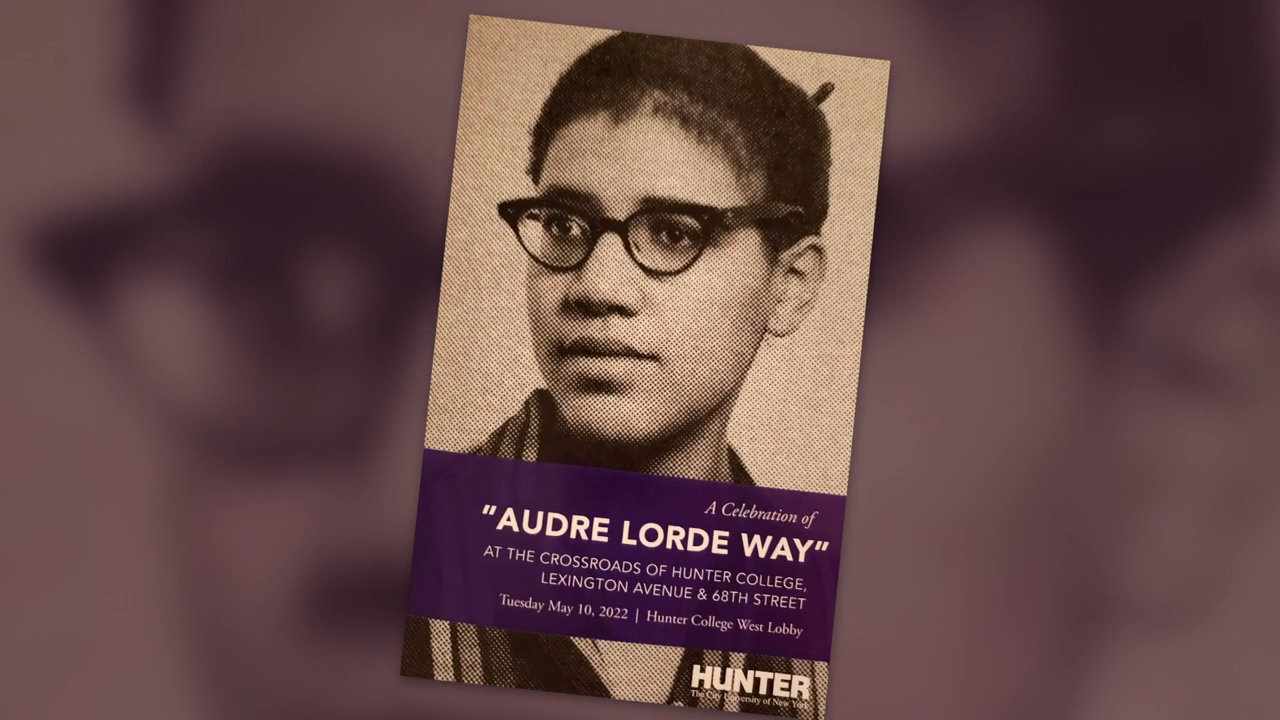 A Celebration of
"AUDRE LORDE WAY"
AT THE CROSSROADS OF HUNTER COLLEGE,
LEXINGTON AVENUE & 68TH STREET
Tuesday May 10, 2022 | Hunter College West Lobby
HUNTER
The City University of New York